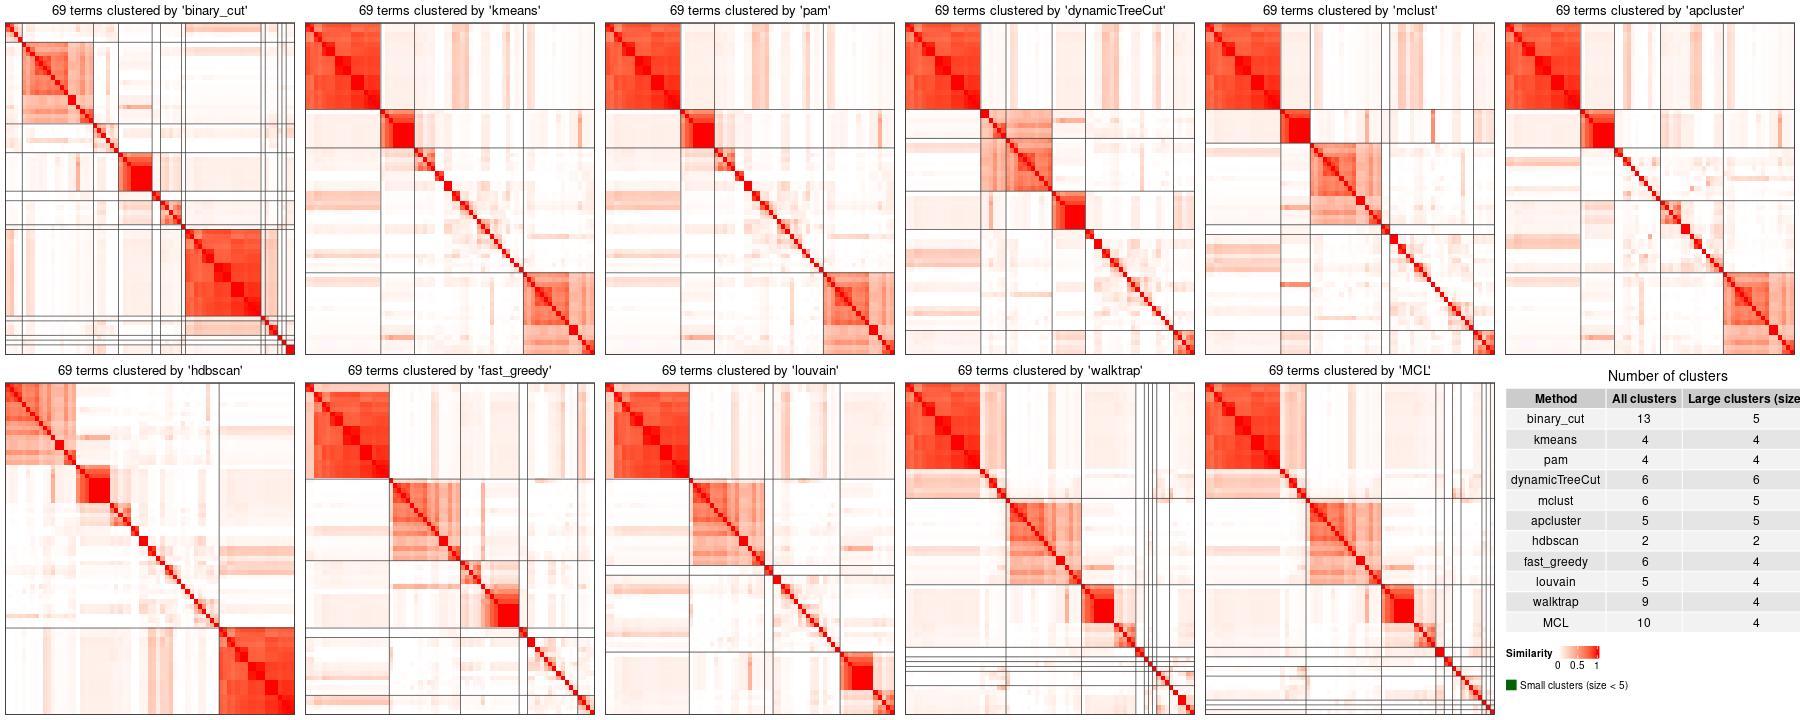 69 terms clustered by 'binary_cut'
69 terms clustered by 'kmeans'
69 terms clustered by 'pam'
69 terms clustered by 'dynamicTreeCut'
69 terms clustered by 'mclust'
69 terms clustered by 'apcluster'
69 terms clustered by 'hdbscan'
69 terms clustered by 'fast_greedy'
69 terms clustered by 'louvain'
69 terms clustered by 'walktrap'
69 terms clustered by 'MCL'
Number of clusters
Method All clusters Large clusters (size
binary_cut 13 5
kmeans 4 4
pam 4 4
dynamicTreeCut 6 6
mclust 6 5
apcluster 5 5
hdbscan 2 2
fast_greedy 6 4
louvain 5 4
walktrap 9 4
MCL 10 4
Similarity
0 0.5 1
Small clusters (size < 5)